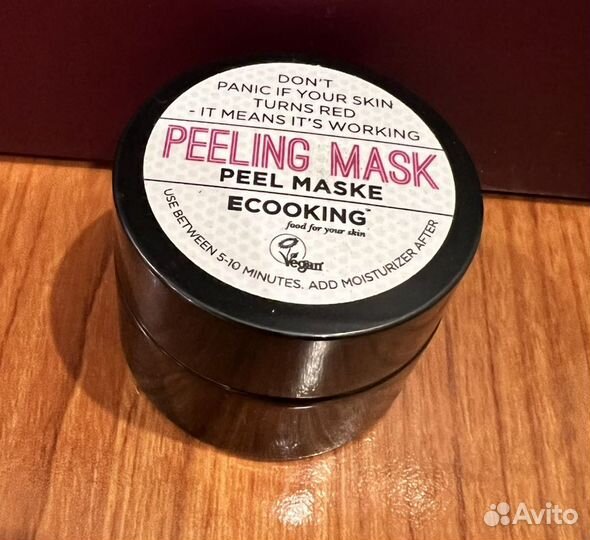 DON'T
PANIC IF YOUR SKIN
TURNS RED
- IT MEANS IT'S WORKING
PEELING MASK
PEEL MASKE
ECOOKING™
food for your skin
Vegan
USE BETWEEN 5-10 MINUTES. ADD MOISTURIZER AFTER
Avito